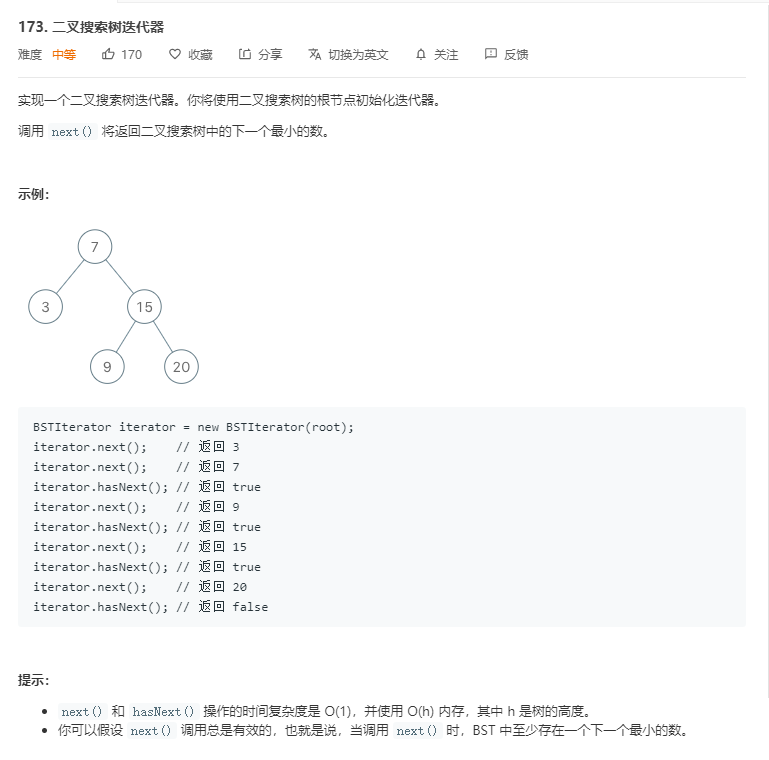 173. 二叉搜索树迭代器
难度 中等 170 收藏 分享 切换为英文 关注 反馈
实现一个二叉搜索树迭代器。你将使用二叉搜索树的根节点初始化迭代器。
调用 next() 将返回二叉搜索树中的下一个最小的数。
示例：
7
3 15
9 20
BSTIterator iterator = new BSTIterator(root);
iterator.next();    // 返回 3
iterator.next();    // 返回 7
iterator.hasNext(); // 返回 true
iterator.next();    // 返回 9
iterator.hasNext(); // 返回 true
iterator.next();    // 返回 15
iterator.hasNext(); // 返回 true
iterator.next();    // 返回 20
iterator.hasNext(); // 返回 false
提示：
• next() 和 hasNext() 操作的时间复杂度是 O(1)，并使用 O(h) 内存，其中 h 是树的高度。
• 你可以假设 next() 调用总是有效的，也就是说，当调用 next() 时，BST 中至少存在一个下一个最小的数。